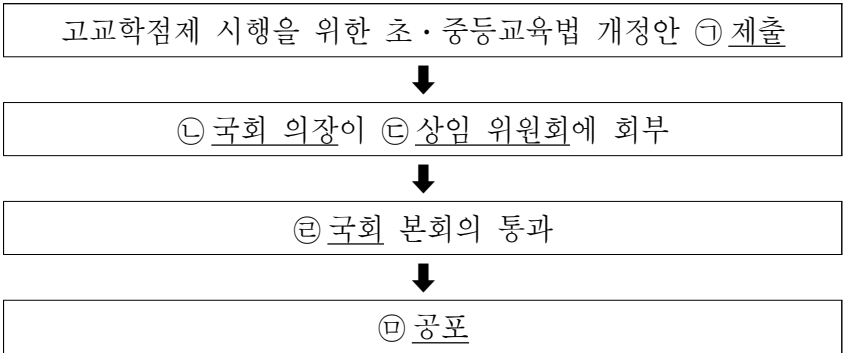 고교학점제 시행을 위한 초·중등교육법 개정안 ㉠ 제출
㉡ 국회 의장이 ㉢ 상임 위원회에 회부
㉣ 국회 본회의 통과
㉤ 공포